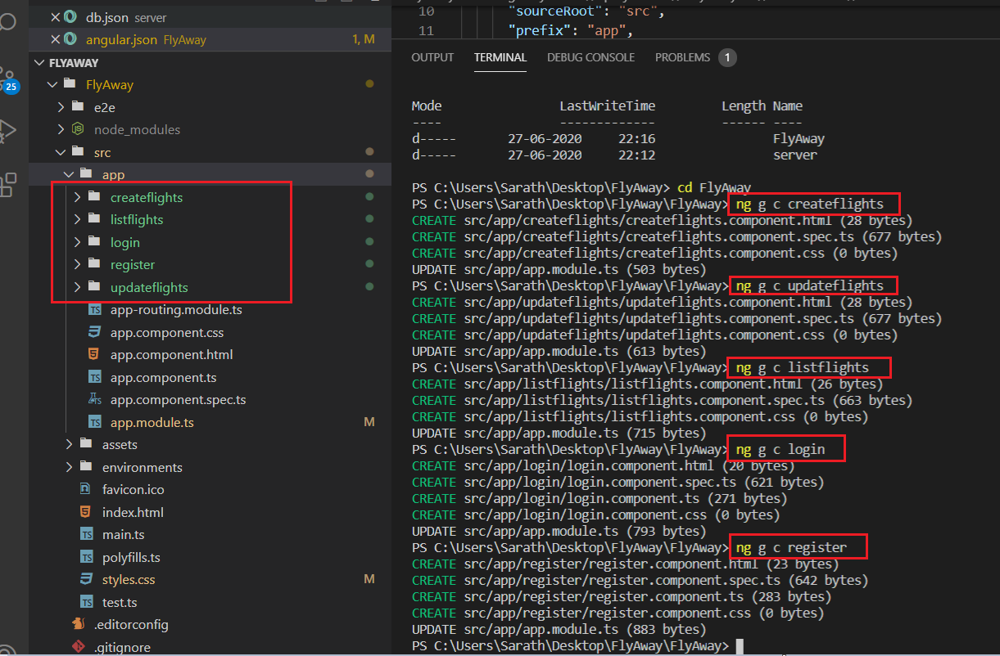 db.json server
angular.json FlyAway 1, M
FLYAWAY
FlyAway
25
e2e
node_modules
src
app
createflights
listflights
login
register
updateflights
app-routing.module.ts
app.component.css
app.component.html
app.component.ts
app.component.spec.ts
app.module.ts M
assets
environments
favicon.ico
index.html
main.ts
polyfills.ts
styles.css M
test.ts
.editorconfig
.gitignore
10 "sourceRoot": "src",
11 "prefix": "app",
OUTPUT TERMINAL DEBUG CONSOLE PROBLEMS 1
Mode LastWriteTime Length Name
---- ------------- ------ ----
d----- 27-06-2020 22:16 FlyAway
d----- 27-06-2020 22:12 server
PS C:\Users\Sarath\Desktop\FlyAway> cd FlyAway
PS C:\Users\Sarath\Desktop\FlyAway\FlyAway> ng g c createflights
CREATE src/app/createflights/createflights.component.html (28 bytes)
CREATE src/app/createflights/createflights.component.spec.ts (677 bytes)
CREATE src/app/createflights/createflights.component.css (0 bytes)
UPDATE src/app/app.module.ts (503 bytes)
PS C:\Users\Sarath\Desktop\FlyAway\FlyAway> ng g c updateflights
CREATE src/app/updateflights/updateflights.component.html (28 bytes)
CREATE src/app/updateflights/updateflights.component.spec.ts (677 bytes)
CREATE src/app/updateflights/updateflights.component.css (0 bytes)
UPDATE src/app/app.module.ts (613 bytes)
PS C:\Users\Sarath\Desktop\FlyAway\FlyAway> ng g c listflights
CREATE src/app/listflights/listflights.component.html (26 bytes)
CREATE src/app/listflights/listflights.component.spec.ts (663 bytes)
CREATE src/app/listflights/listflights.component.css (0 bytes)
UPDATE src/app/app.module.ts (715 bytes)
PS C:\Users\Sarath\Desktop\FlyAway\FlyAway> ng g c login
CREATE src/app/login/login.component.html (20 bytes)
CREATE src/app/login/login.component.spec.ts (621 bytes)
CREATE src/app/login/login.component.ts (271 bytes)
CREATE src/app/login/login.component.css (0 bytes)
UPDATE src/app/app.module.ts (793 bytes)
PS C:\Users\Sarath\Desktop\FlyAway\FlyAway> ng g c register
CREATE src/app/register/register.component.html (23 bytes)
CREATE src/app/register/register.component.spec.ts (642 bytes)
CREATE src/app/register/register.component.ts (283 bytes)
CREATE src/app/register/register.component.css (0 bytes)
UPDATE src/app/app.module.ts (883 bytes)
PS C:\Users\Sarath\Desktop\FlyAway\FlyAway>